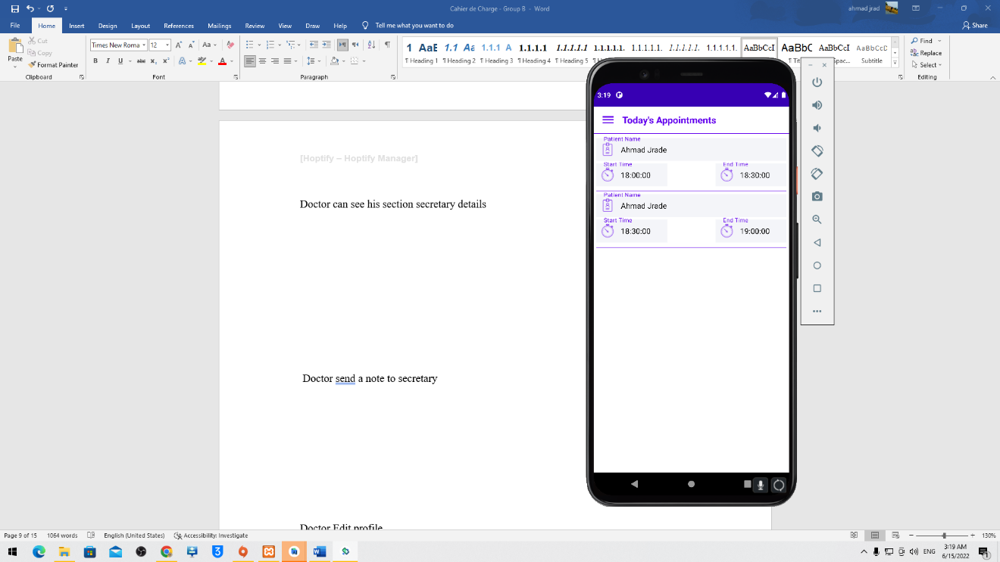 Cahier de Charge - Group B - Word
ahmad jrad
File Home Insert Design Layout References Mailings Review View Draw Help Tell me what you want to do
Share
Paste
Cut
Copy
Format Painter
Clipboard
Times New Roma 12
Font
Paragraph
1 AaB 1.1 Aa 1.1.1 A 1.1.1.1 1.1.1.1.1 1.1.1.1.1. 1.1.1.1.1. 1.1.1.1.1. 1.1.1.1.1. AaBbCcI AaBbC AaBbCcI AaBbCcD
¶ Heading 1 ¶ Heading 2 ¶ Heading 3 ¶ Heading 4 ¶ Heading 5
Subtitle
Find
Replace
Select
Editing
[Hoptify – Hoptify Manager]
Doctor can see his section secretary details
Doctor send a note to secretary
Doctor Edit profile
3:19
Today's Appointments
Patient Name
Ahmad Jrade
Start Time End Time
18:00:00 18:30:00
Patient Name
Ahmad Jrade
Start Time End Time
18:30:00 19:00:00
Page 9 of 15 1064 words English (United States) Accessibility: Investigate
130%
ENG
3:19 AM
6/15/2022